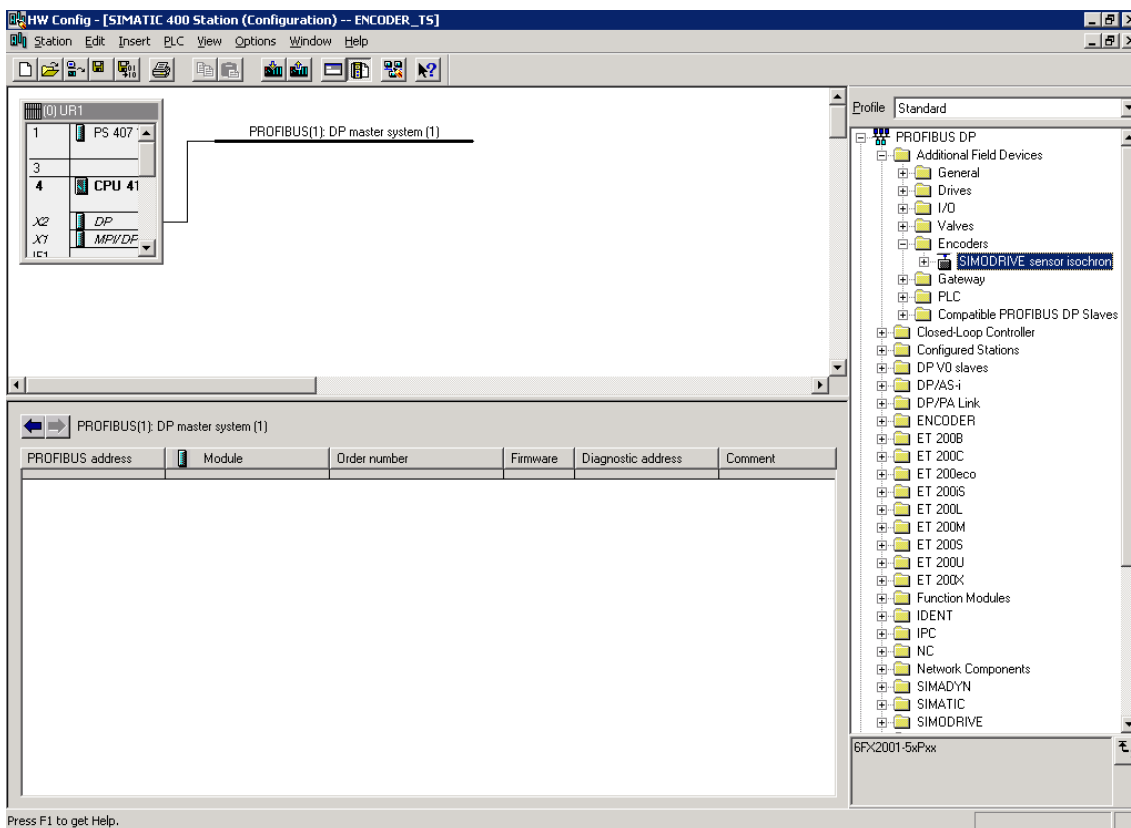 HW Config - [SIMATIC 400 Station (Configuration) -- ENCODER_TS]
Station Edit Insert PLC View Options Window Help
(0) UR1
1 PS 407
3
4 CPU 41
X2 DP
X1 MPI/DP
IF1
PROFIBUS(1): DP master system (1)
Profile Standard
PROFIBUS DP
Additional Field Devices
General
Drives
I/O
Valves
Encoders
SIMODRIVE sensor isochron
Gateway
PLC
Compatible PROFIBUS DP Slaves
Closed-Loop Controller
Configured Stations
DP V0 slaves
DP/AS-i
DP/PA Link
ENCODER
ET 200B
ET 200C
ET 200eco
ET 200iS
ET 200L
ET 200M
ET 200S
ET 200U
ET 200X
Function Modules
IDENT
IPC
NC
Network Components
SIMADYN
SIMATIC
SIMODRIVE
6FX2001-5xPxx
PROFIBUS(1): DP master system (1)
PROFIBUS address Module Order number Firmware Diagnostic address Comment
Press F1 to get Help.